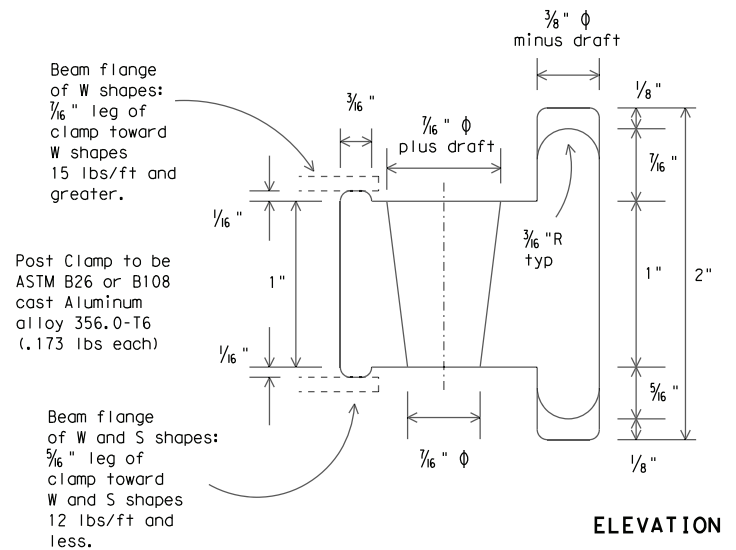 Beam flange
of W shapes:
7/16" leg of
clamp toward
W shapes
15 lbs/ft and
greater.
3/16"
7/16" ϕ
plus draft
3/8" ϕ
minus draft
1/8"
7/16"
1/16"
3/16"R
typ
Post Clamp to be
ASTM B26 or B108
cast Aluminum
alloy 356.0-T6
(.173 lbs each)
1"
1"
2"
1/16"
5/16"
Beam flange
of W and S shapes:
5/16" leg of
clamp toward
W and S shapes
12 lbs/ft and
less.
7/16" ϕ
1/8"
ELEVATION